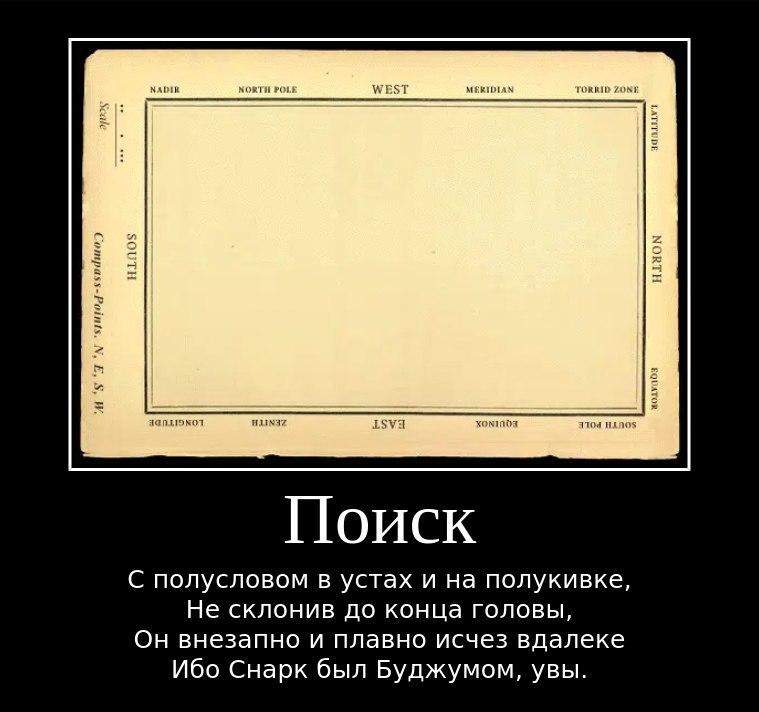 NADIR NORTH POLE WEST MERIDIAN TORRID ZONE
Scale
LATITUDE
SOUTH
NORTH
Compass-Points. N, E, S, W.
EQUATOR
LONGITUDE ZENITH EAST EQUINOX SOUTH POLE
Поиск
С полусловом в устах и на полукивке,
Не склонив до конца головы,
Он внезапно и плавно исчез вдалеке
Ибо Снарк был Буджумом, увы.